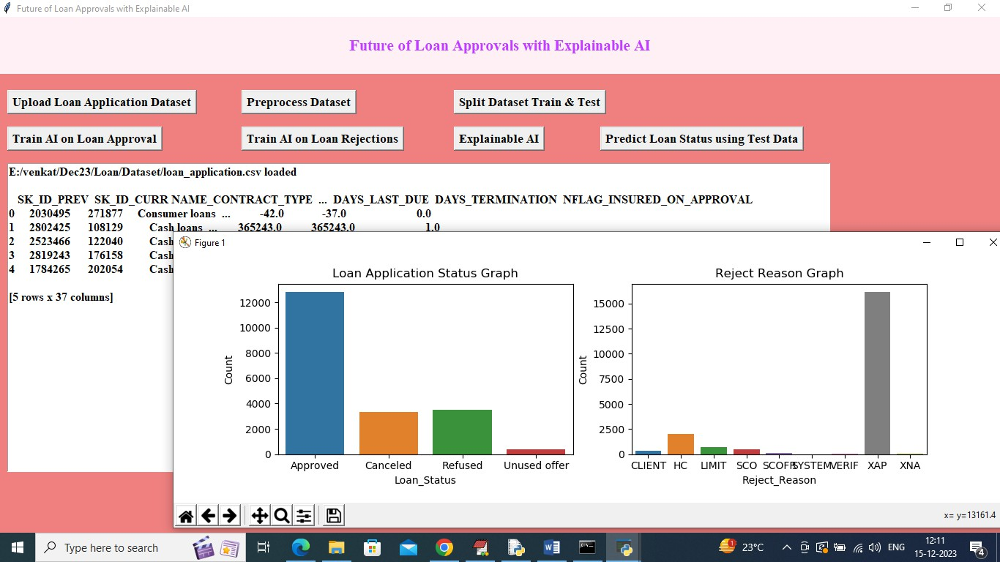 Future of Loan Approvals with Explainable AI
Future of Loan Approvals with Explainable AI
Upload Loan Application Dataset
Preprocess Dataset
Split Dataset Train & Test
Train AI on Loan Approval
Train AI on Loan Rejections
Explainable AI
Predict Loan Status using Test Data
E:/venkat/Dec23/Loan/Dataset/loan_application.csv loaded
SK_ID_PREV SK_ID_CURR NAME_CONTRACT_TYPE ... DAYS_LAST_DUE DAYS_TERMINATION NFLAG_INSURED_ON_APPROVAL
0 2030495 271877 Consumer loans ... -42.0 -37.0 0.0
1 2802425 108129 Cash loans ... 365243.0 365243.0 1.0
2 2523466 122040 Cash
3 2819243 176158 Cash
4 1784265 202054 Cash
[5 rows x 37 columns]
Figure 1
Loan Application Status Graph
12000
10000
8000
6000
4000
2000
0
Count
Approved Canceled Refused Unused offer
Loan_Status
Reject Reason Graph
15000
12500
10000
7500
5000
2500
0
Count
CLIENT HC LIMIT SCO SCOFR SYSTEM VERIF XAP XNA
Reject_Reason
x= y=13161.4
Type here to search
1
23°C
ENG
12:11
15-12-2023
4